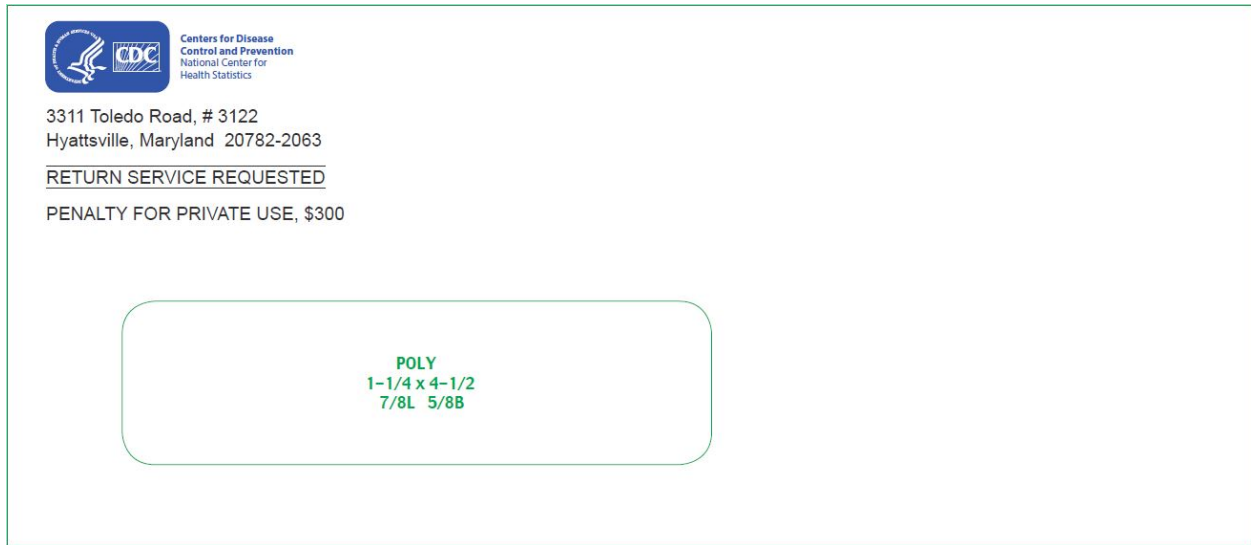 CDC
Centers for Disease
Control and Prevention
National Center for
Health Statistics
3311 Toledo Road, # 3122
Hyattsville, Maryland 20782-2063
RETURN SERVICE REQUESTED
PENALTY FOR PRIVATE USE, $300
POLY
1-1/4 x 4-1/2
7/8L 5/8B